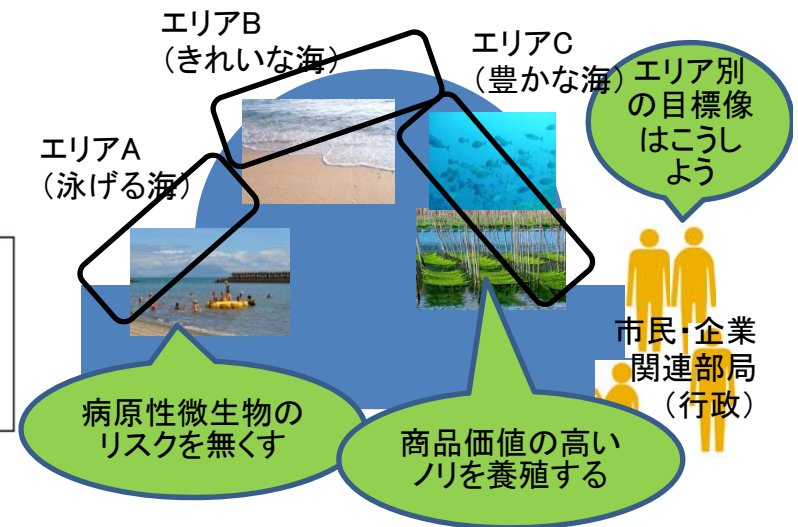 エリアB
（きれいな海）
エリアC
（豊かな海）
エリア別
の目標像
はこうし
よう
エリアA
（泳げる海）
市民・企業
関連部局
（行政）
病原性微生物の
リスクを無くす
商品価値の高い
ノリを養殖する